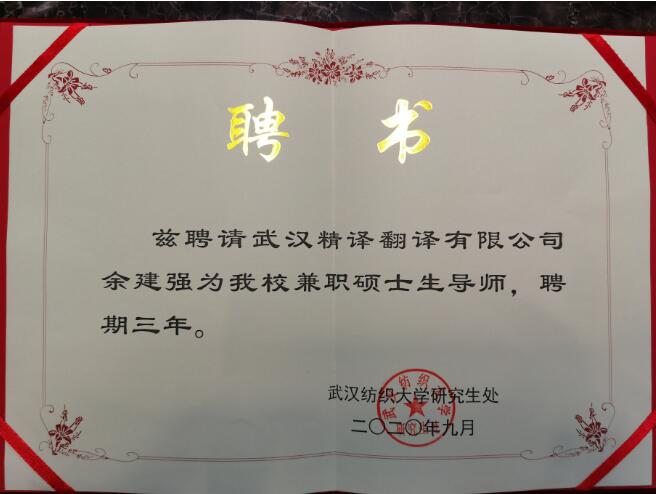 聘书
兹聘请武汉精译翻译有限公司
余建强为我校兼职硕士生导师，聘
期三年。
武汉纺织大学研究生处
二〇二〇年九月